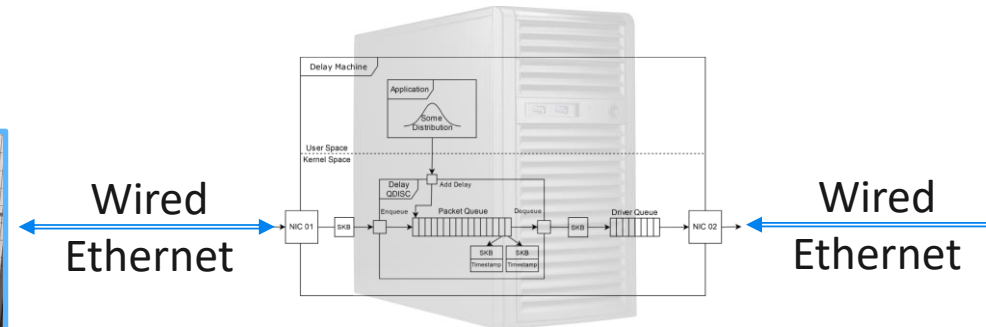 Delay Machine
Application
Some
Distribution
User Space
Kernel Space
Delay
QDISC
Add Delay
Enqueue
Packet Queue
Dequeue
Driver Queue
NIC 01
SKB
SKB
NIC 02
SKB
Timestamp
SKB
Timestamp
Wired
Ethernet
Wired
Ethernet